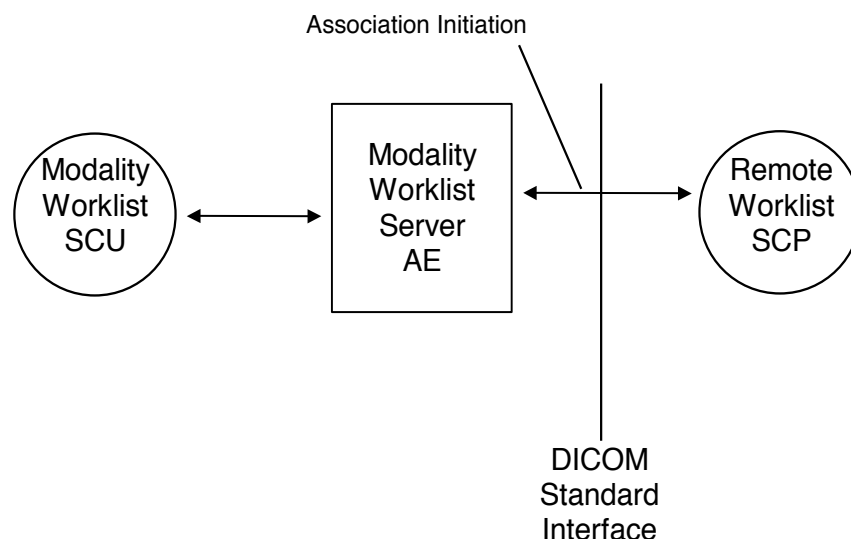 Association Initiation
Modality
Worklist
SCU
Modality
Worklist
Server
AE
Remote
Worklist
SCP
DICOM
Standard
Interface